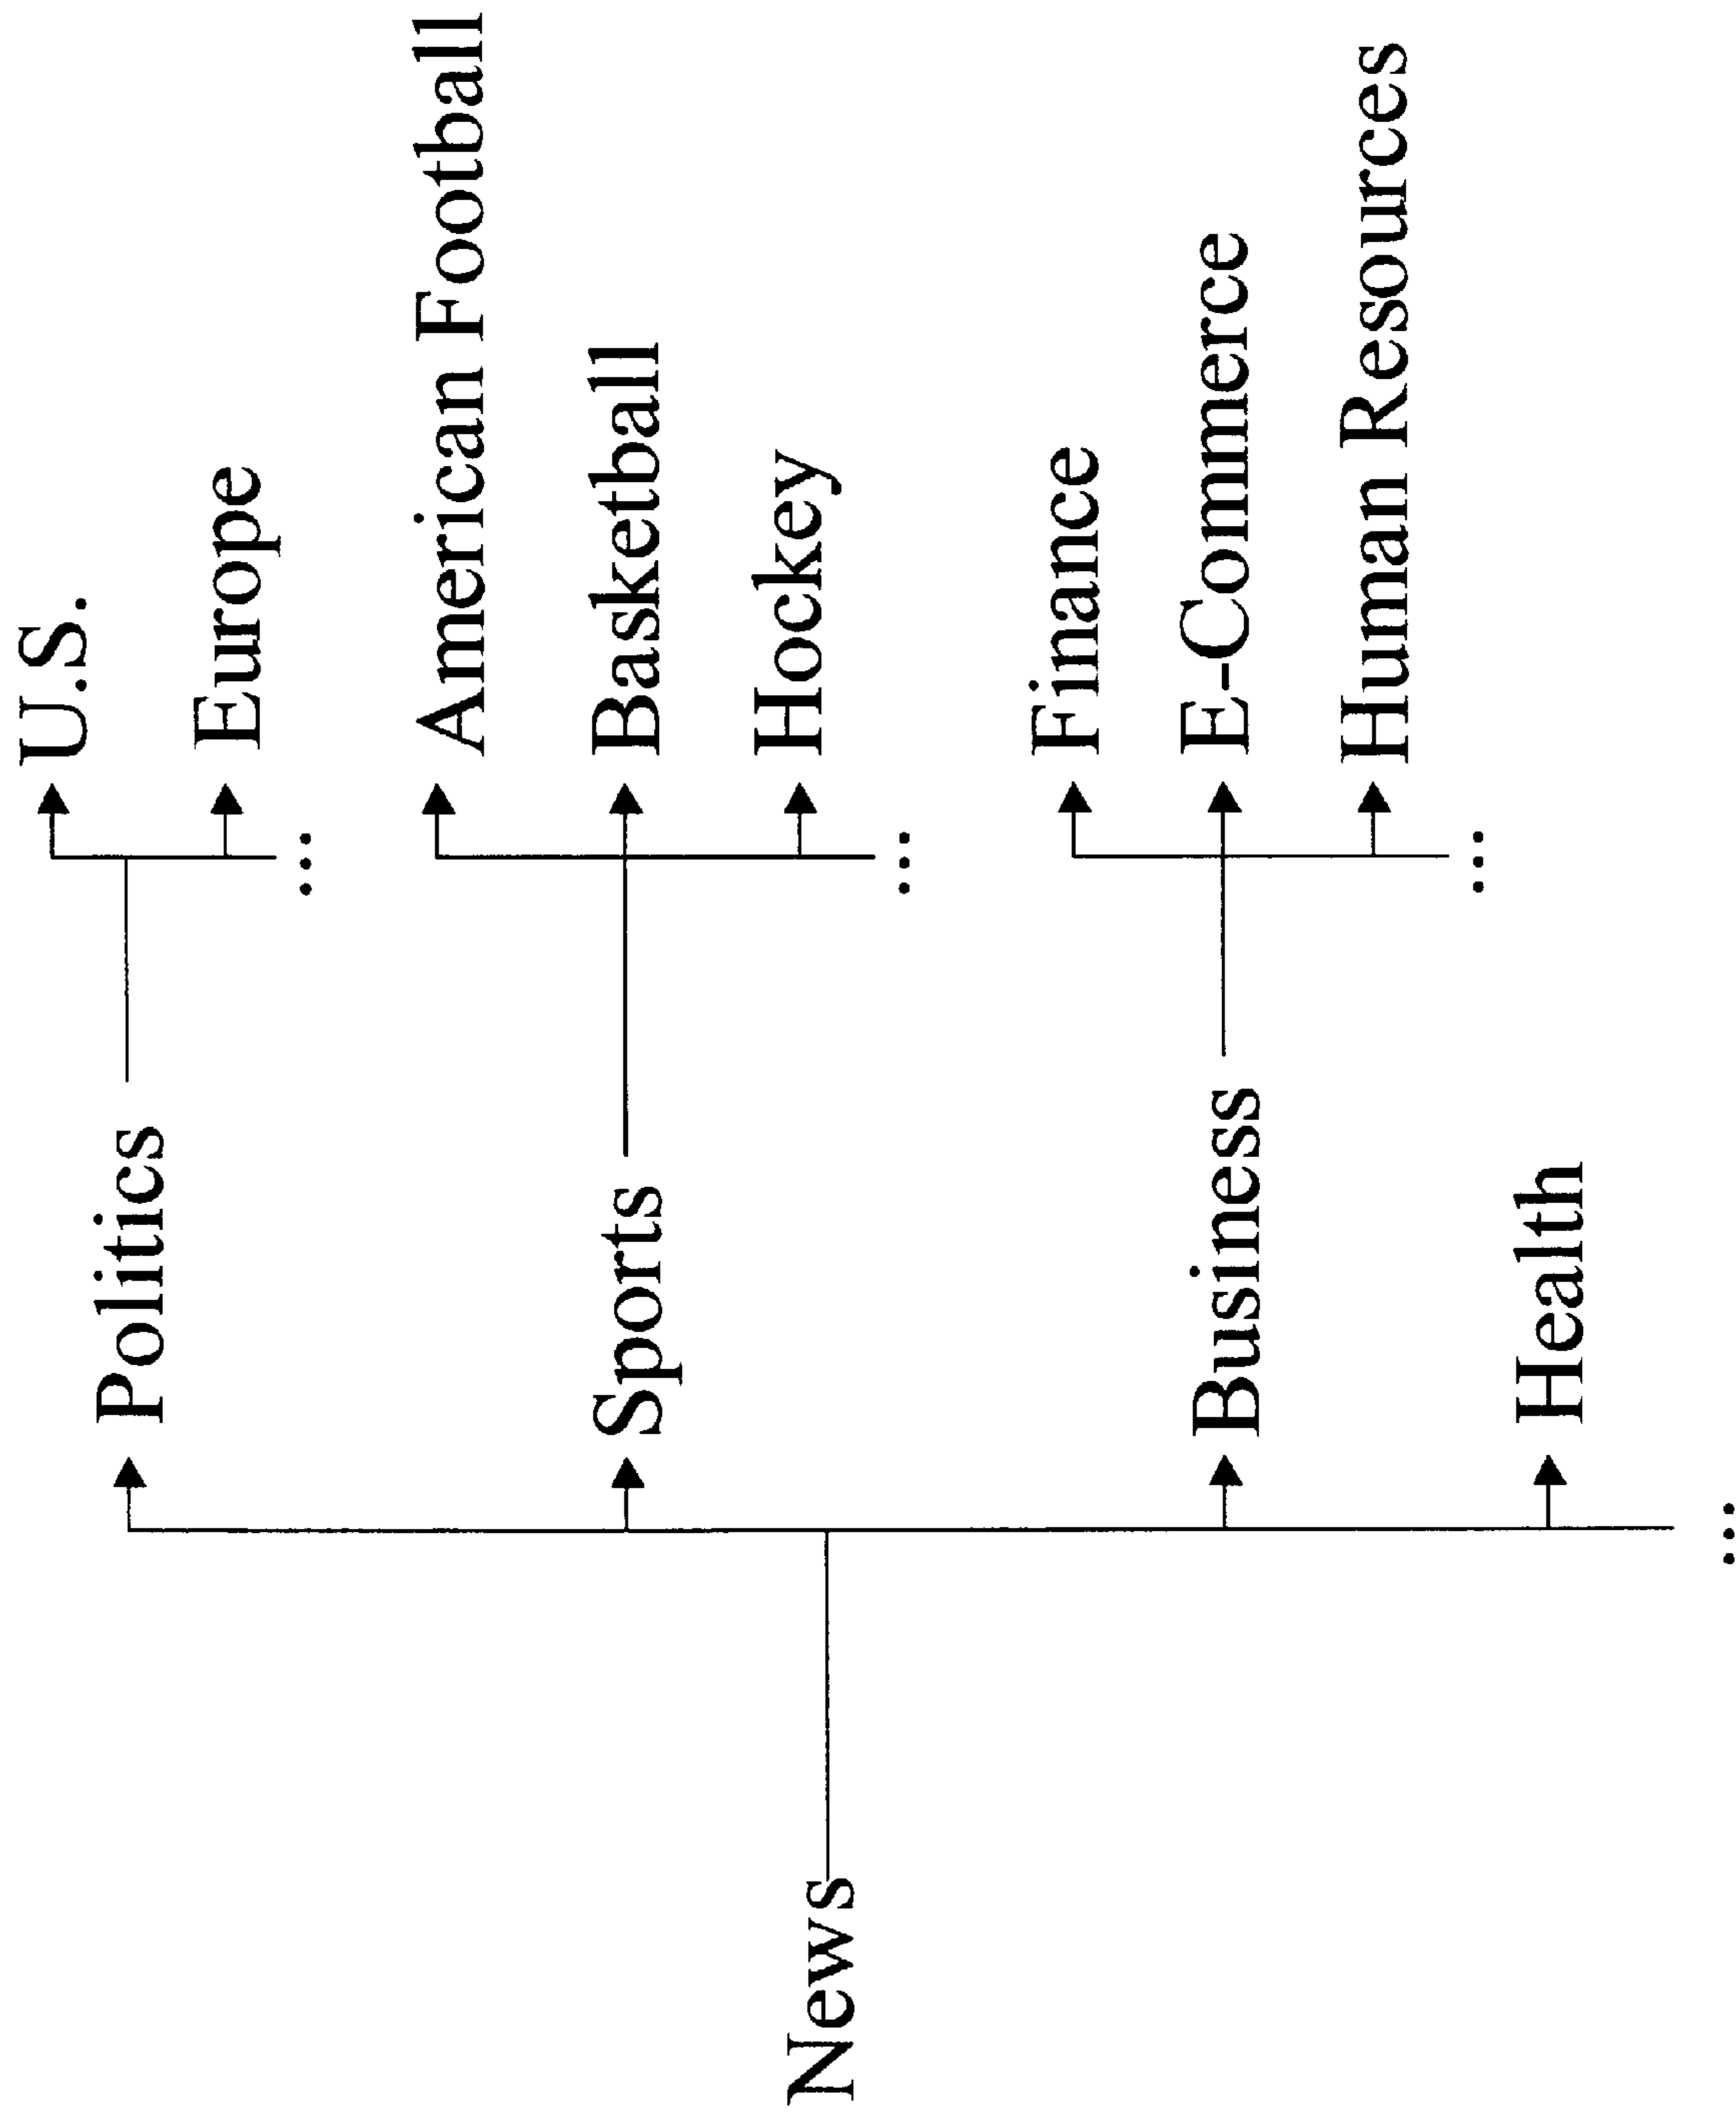 News
Politics
U.S.
Europe
...
Sports
American Football
Basketball
Hockey
...
Business
Finance
E-Commerce
Human Resources
...
Health
...